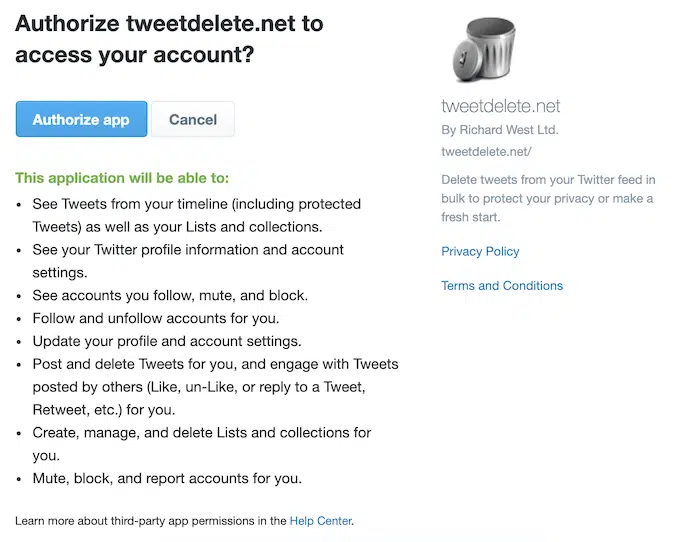 Authorize tweetdelete.net to
access your account?
Authorize app
Cancel
This application will be able to:
• See Tweets from your timeline (including protected
Tweets) as well as your Lists and collections.
• See your Twitter profile information and account
settings.
• See accounts you follow, mute, and block.
• Follow and unfollow accounts for you.
• Update your profile and account settings.
• Post and delete Tweets for you, and engage with Tweets
posted by others (Like, un-Like, or reply to a Tweet,
Retweet, etc.) for you.
• Create, manage, and delete Lists and collections for
you.
• Mute, block, and report accounts for you.
Learn more about third-party app permissions in the Help Center.
tweetdelete.net
By Richard West Ltd.
tweetdelete.net/
Delete tweets from your Twitter feed in
bulk to protect your privacy or make a
fresh start.
Privacy Policy
Terms and Conditions